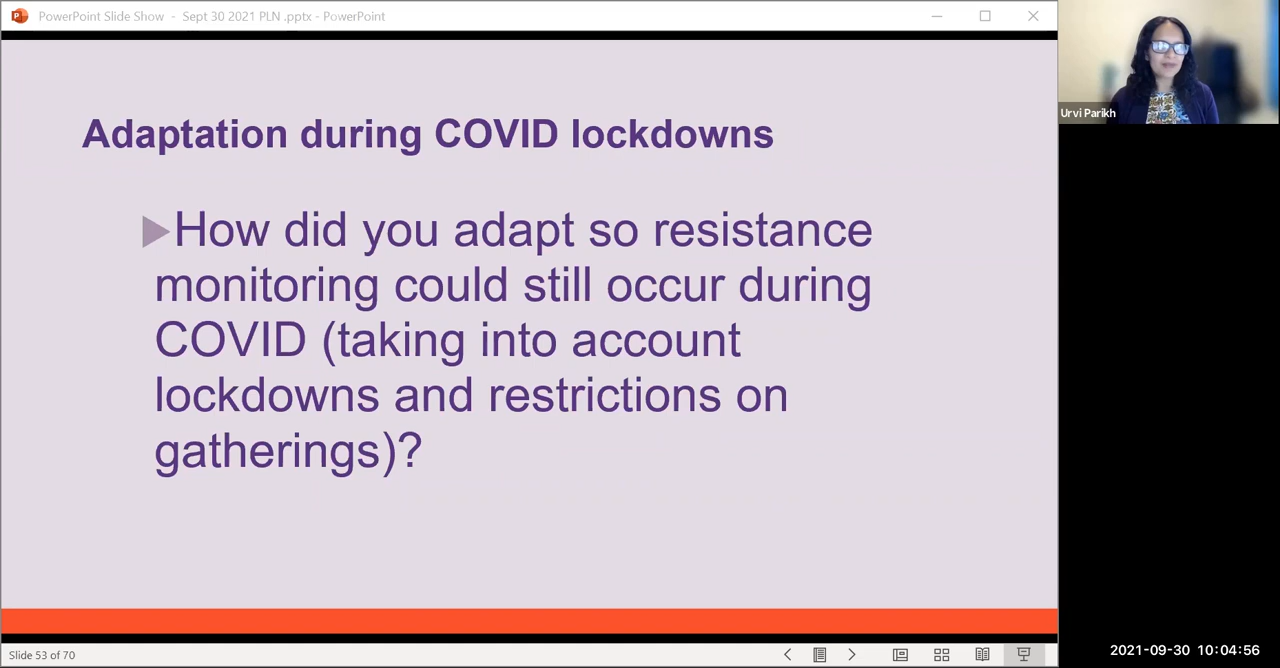 PowerPoint Slide Show - Sept 30 2021 PLN .pptx - PowerPoint
Urvi Parikh
Adaptation during COVID lockdowns
How did you adapt so resistance
monitoring could still occur during
COVID (taking into account
lockdowns and restrictions on
gatherings)?
Slide 53 of 70
2021-09-30 10:04:56